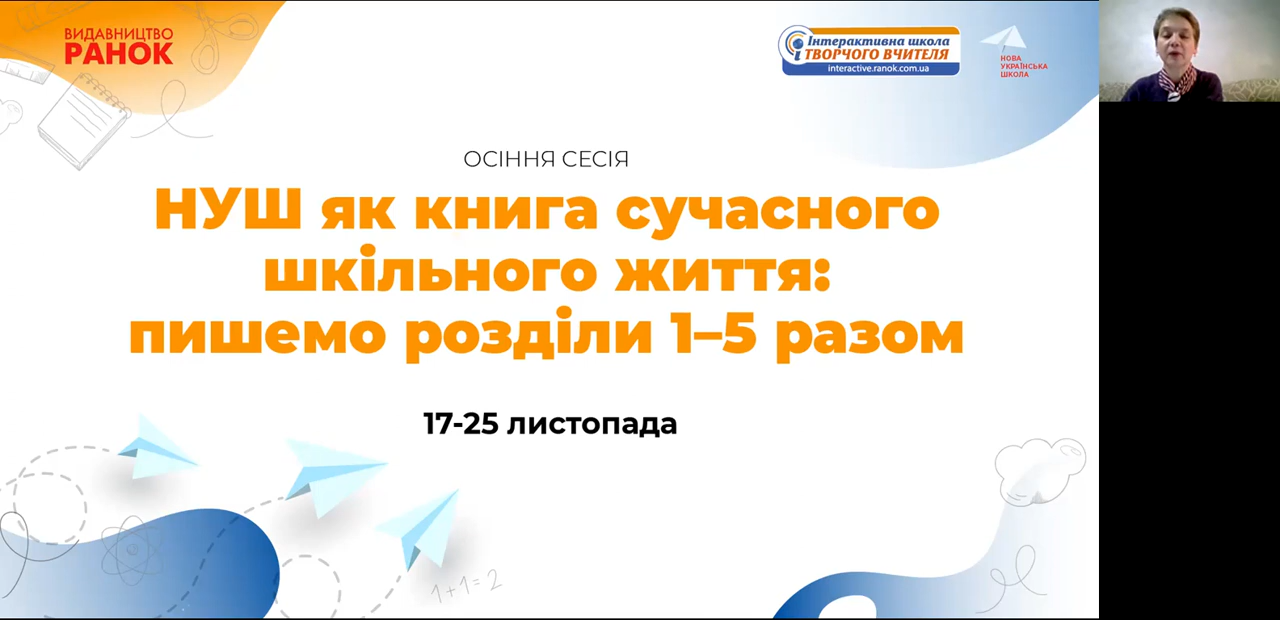 ВИДАВНИЦТВО
РАНОК
Інтерактивна школа
ТВОРЧОГО ВЧИТЕЛЯ
interactive.ranok.com.ua
НОВА
УКРАЇНСЬКА
ШКОЛА
ОСІННЯ СЕСІЯ
НУШ як книга сучасного
шкільного життя:
пишемо розділи 1–5 разом
17-25 листопада
1+1=2